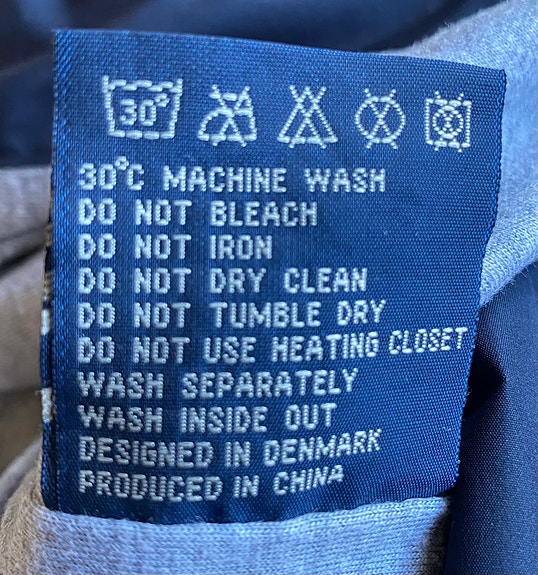 30°
30°C MACHINE WASH
DO NOT BLEACH
DO NOT IRON
DO NOT DRY CLEAN
DO NOT TUMBLE DRY
DO NOT USE HEATING CLOSET
WASH SEPARATELY
WASH INSIDE OUT
DESIGNED IN DENMARK
PRODUCED IN CHINA